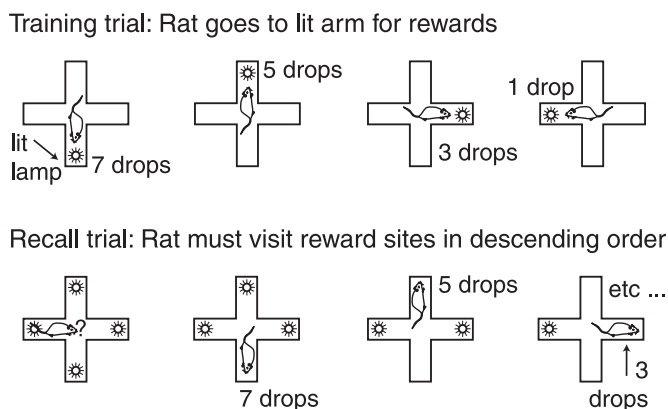 Training trial: Rat goes to lit arm for rewards
5 drops
1 drop
lit
lamp
7 drops
3 drops
Recall trial: Rat must visit reward sites in descending order
5 drops
etc ...
?
3
7 drops
drops